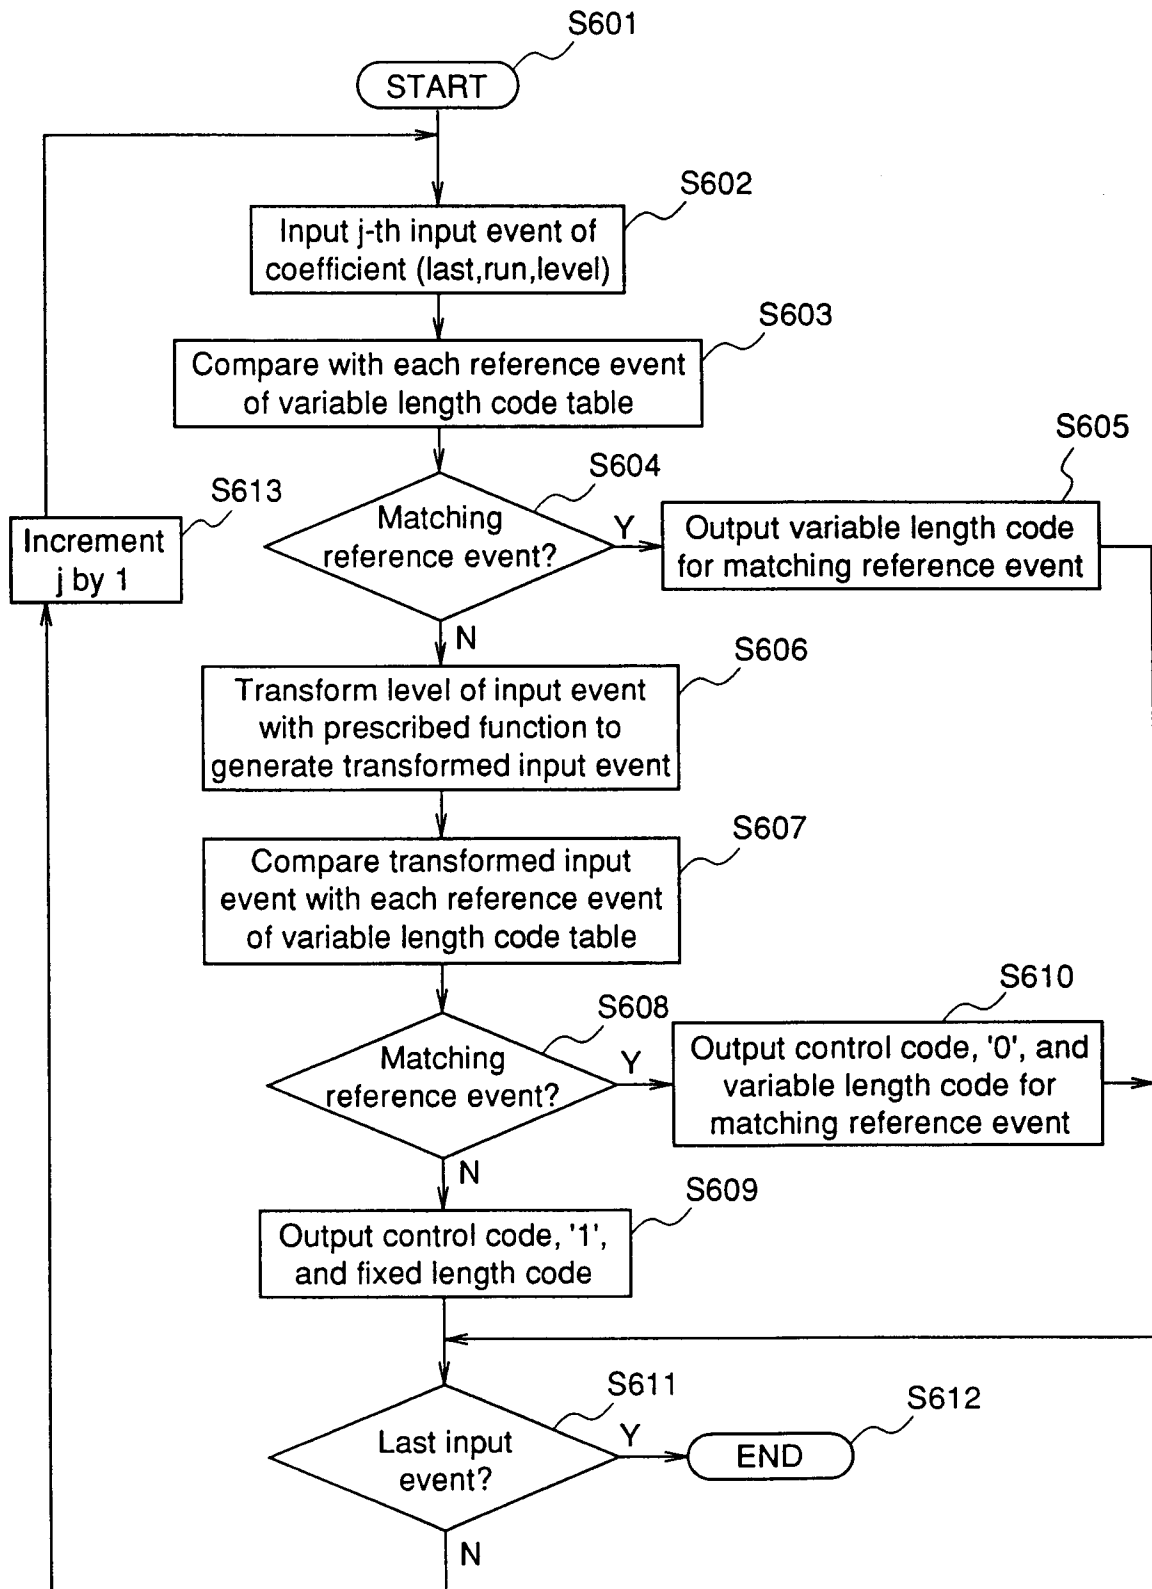 S601
START
S602
Input j-th input event of
coefficient (last,run,level)
S603
Compare with each reference event
of variable length code table
S604
Matching
reference event?
Y
N
S605
Output variable length code
for matching reference event
S613
Increment
j by 1
S606
Transform level of input event
with prescribed function to
generate transformed input event
S607
Compare transformed input
event with each reference event
of variable length code table
S608
Matching
reference event?
Y
N
S610
Output control code, '0', and
variable length code for
matching reference event
S609
Output control code, '1',
and fixed length code
S611
Last input
event?
Y
N
S612
END